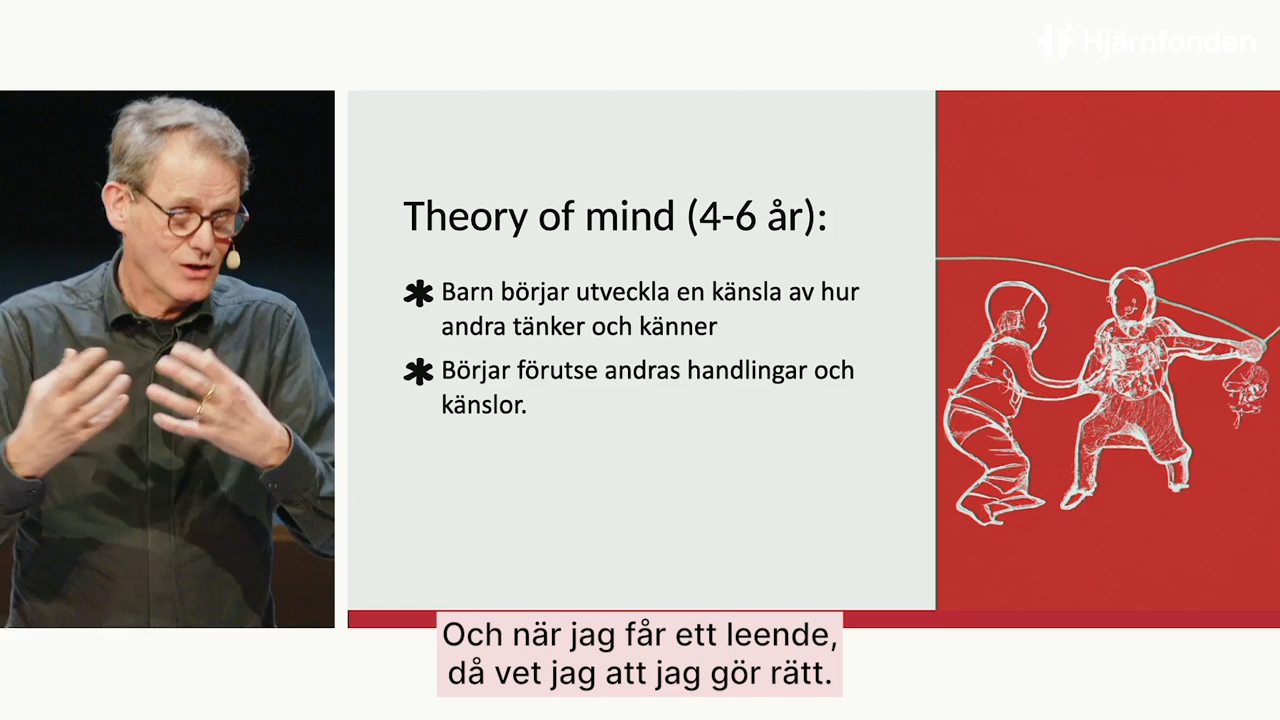 Hjärnfonden
Theory of mind (4-6 år):
Barn börjar utveckla en känsla av hur
andra tänker och känner
Börjar förutse andras handlingar och
känslor.
Och när jag får ett leende,
då vet jag att jag gör rätt.